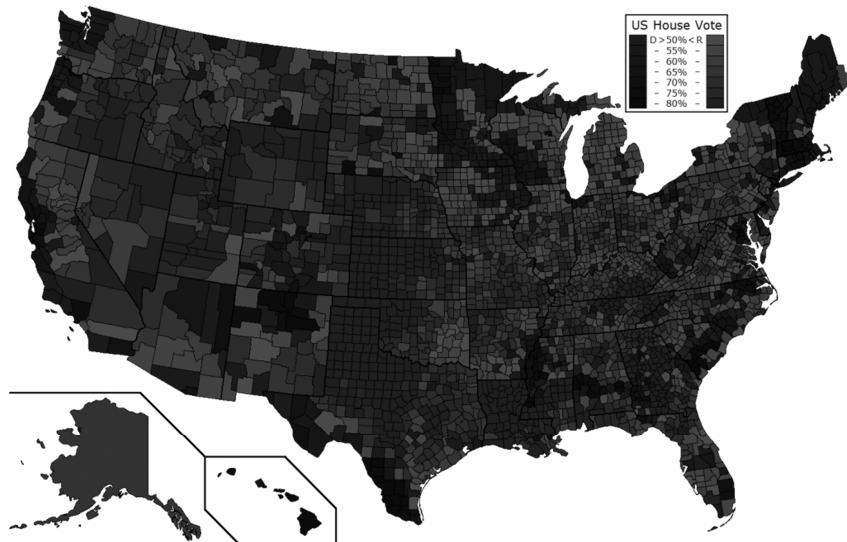 US House Vote
D >50%< R
– 55% –
– 60% –
– 65% –
– 70% –
– 75% –
– 80% –